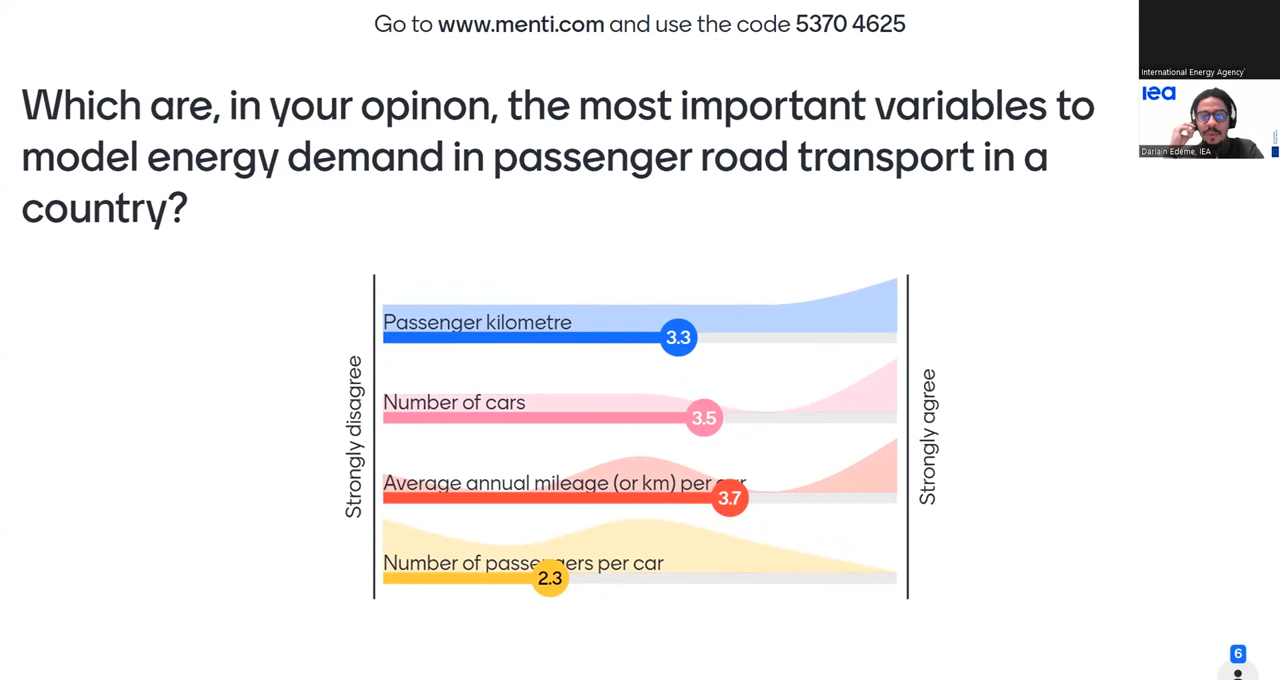 Go to www.menti.com and use the code 5370 4625
International Energy Agency
iea
Darlain Edeme, IEA
Which are, in your opinon, the most important variables to
model energy demand in passenger road transport in a
country?
Strongly disagree
Passenger kilometre
3.3
Number of cars
3.5
Average annual mileage (or km) per car
3.7
Number of passengers per car
2.3
Strongly agree
6